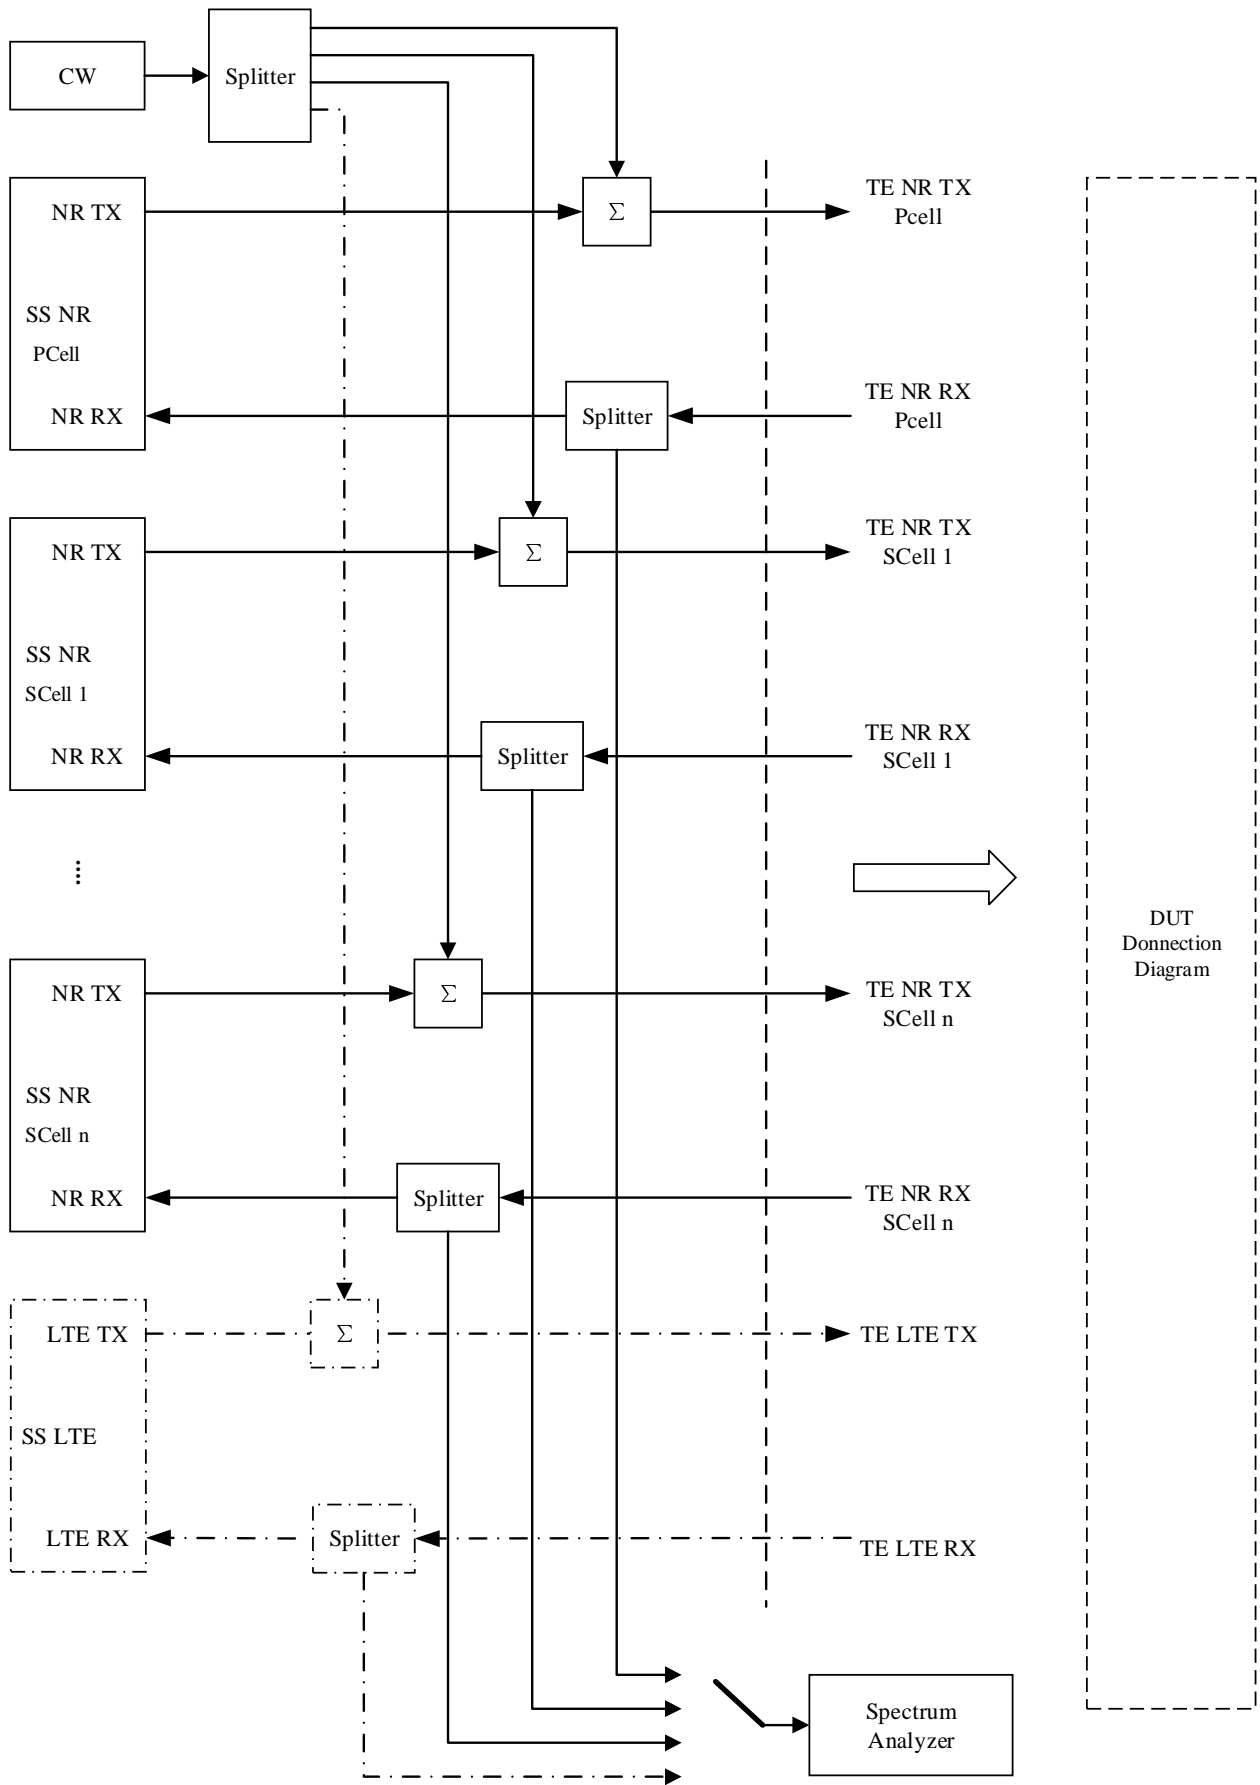 CW
Splitter
NR TX
Σ
TE NR TX
Pcell
SS NR
PCell
NR RX
Splitter
TE NR RX
Pcell
NR TX
Σ
TE NR TX
SCell 1
SS NR
SCell 1
NR RX
Splitter
TE NR RX
SCell 1
DUT
Donnection
Diagram
NR TX
Σ
TE NR TX
SCell n
SS NR
SCell n
NR RX
Splitter
TE NR RX
SCell n
LTE TX
Σ
TE LTE TX
SS LTE
LTE RX
Splitter
TE LTE RX
Spectrum
Analyzer